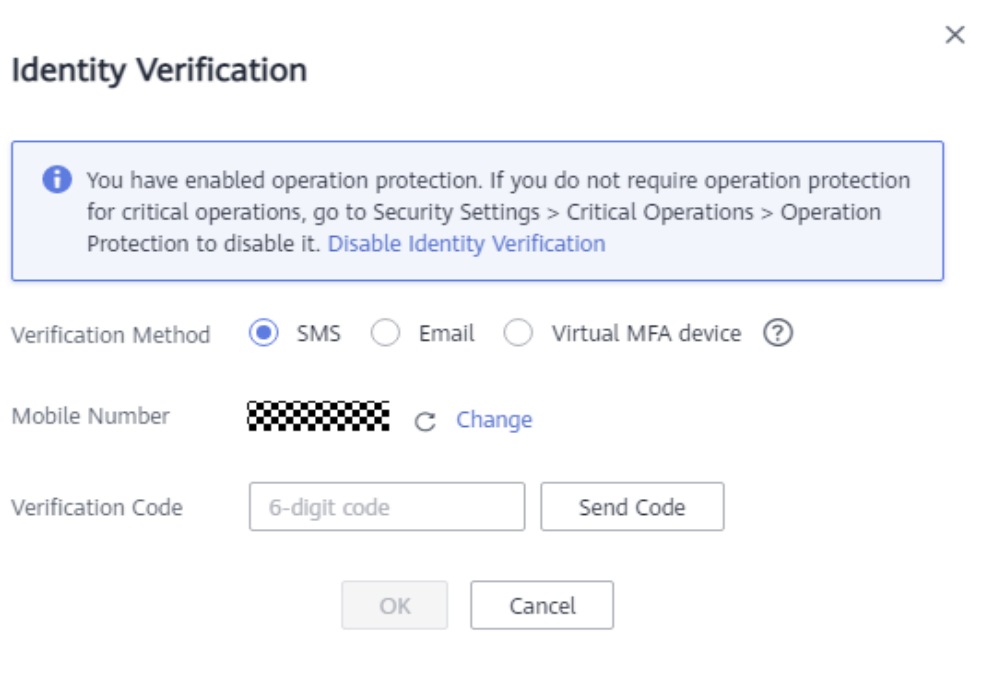 Identity Verification
You have enabled operation protection. If you do not require operation protection
for critical operations, go to Security Settings > Critical Operations > Operation
Protection to disable it. Disable Identity Verification
Verification Method SMS Email Virtual MFA device
Mobile Number Change
Verification Code 6-digit code Send Code
OK Cancel